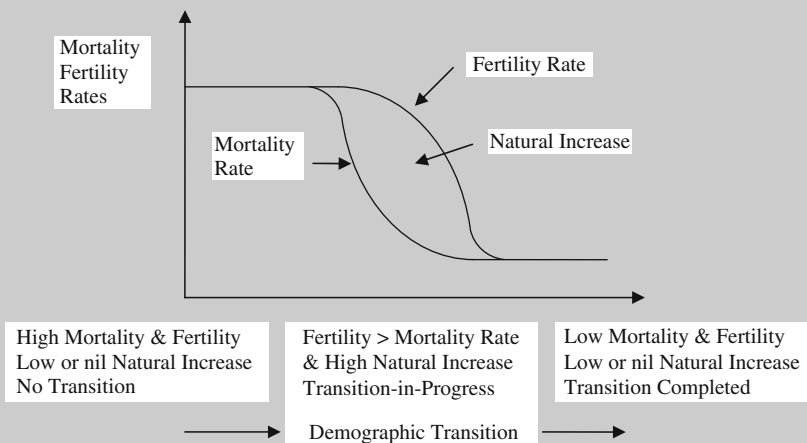 Mortality
Fertility
Rates
Fertility Rate
Natural Increase
Mortality
Rate
High Mortality & Fertility
Low or nil Natural Increase
No Transition
Fertility > Mortality Rate
& High Natural Increase
Transition-in-Progress
Low Mortality & Fertility
Low or nil Natural Increase
Transition Completed
Demographic Transition